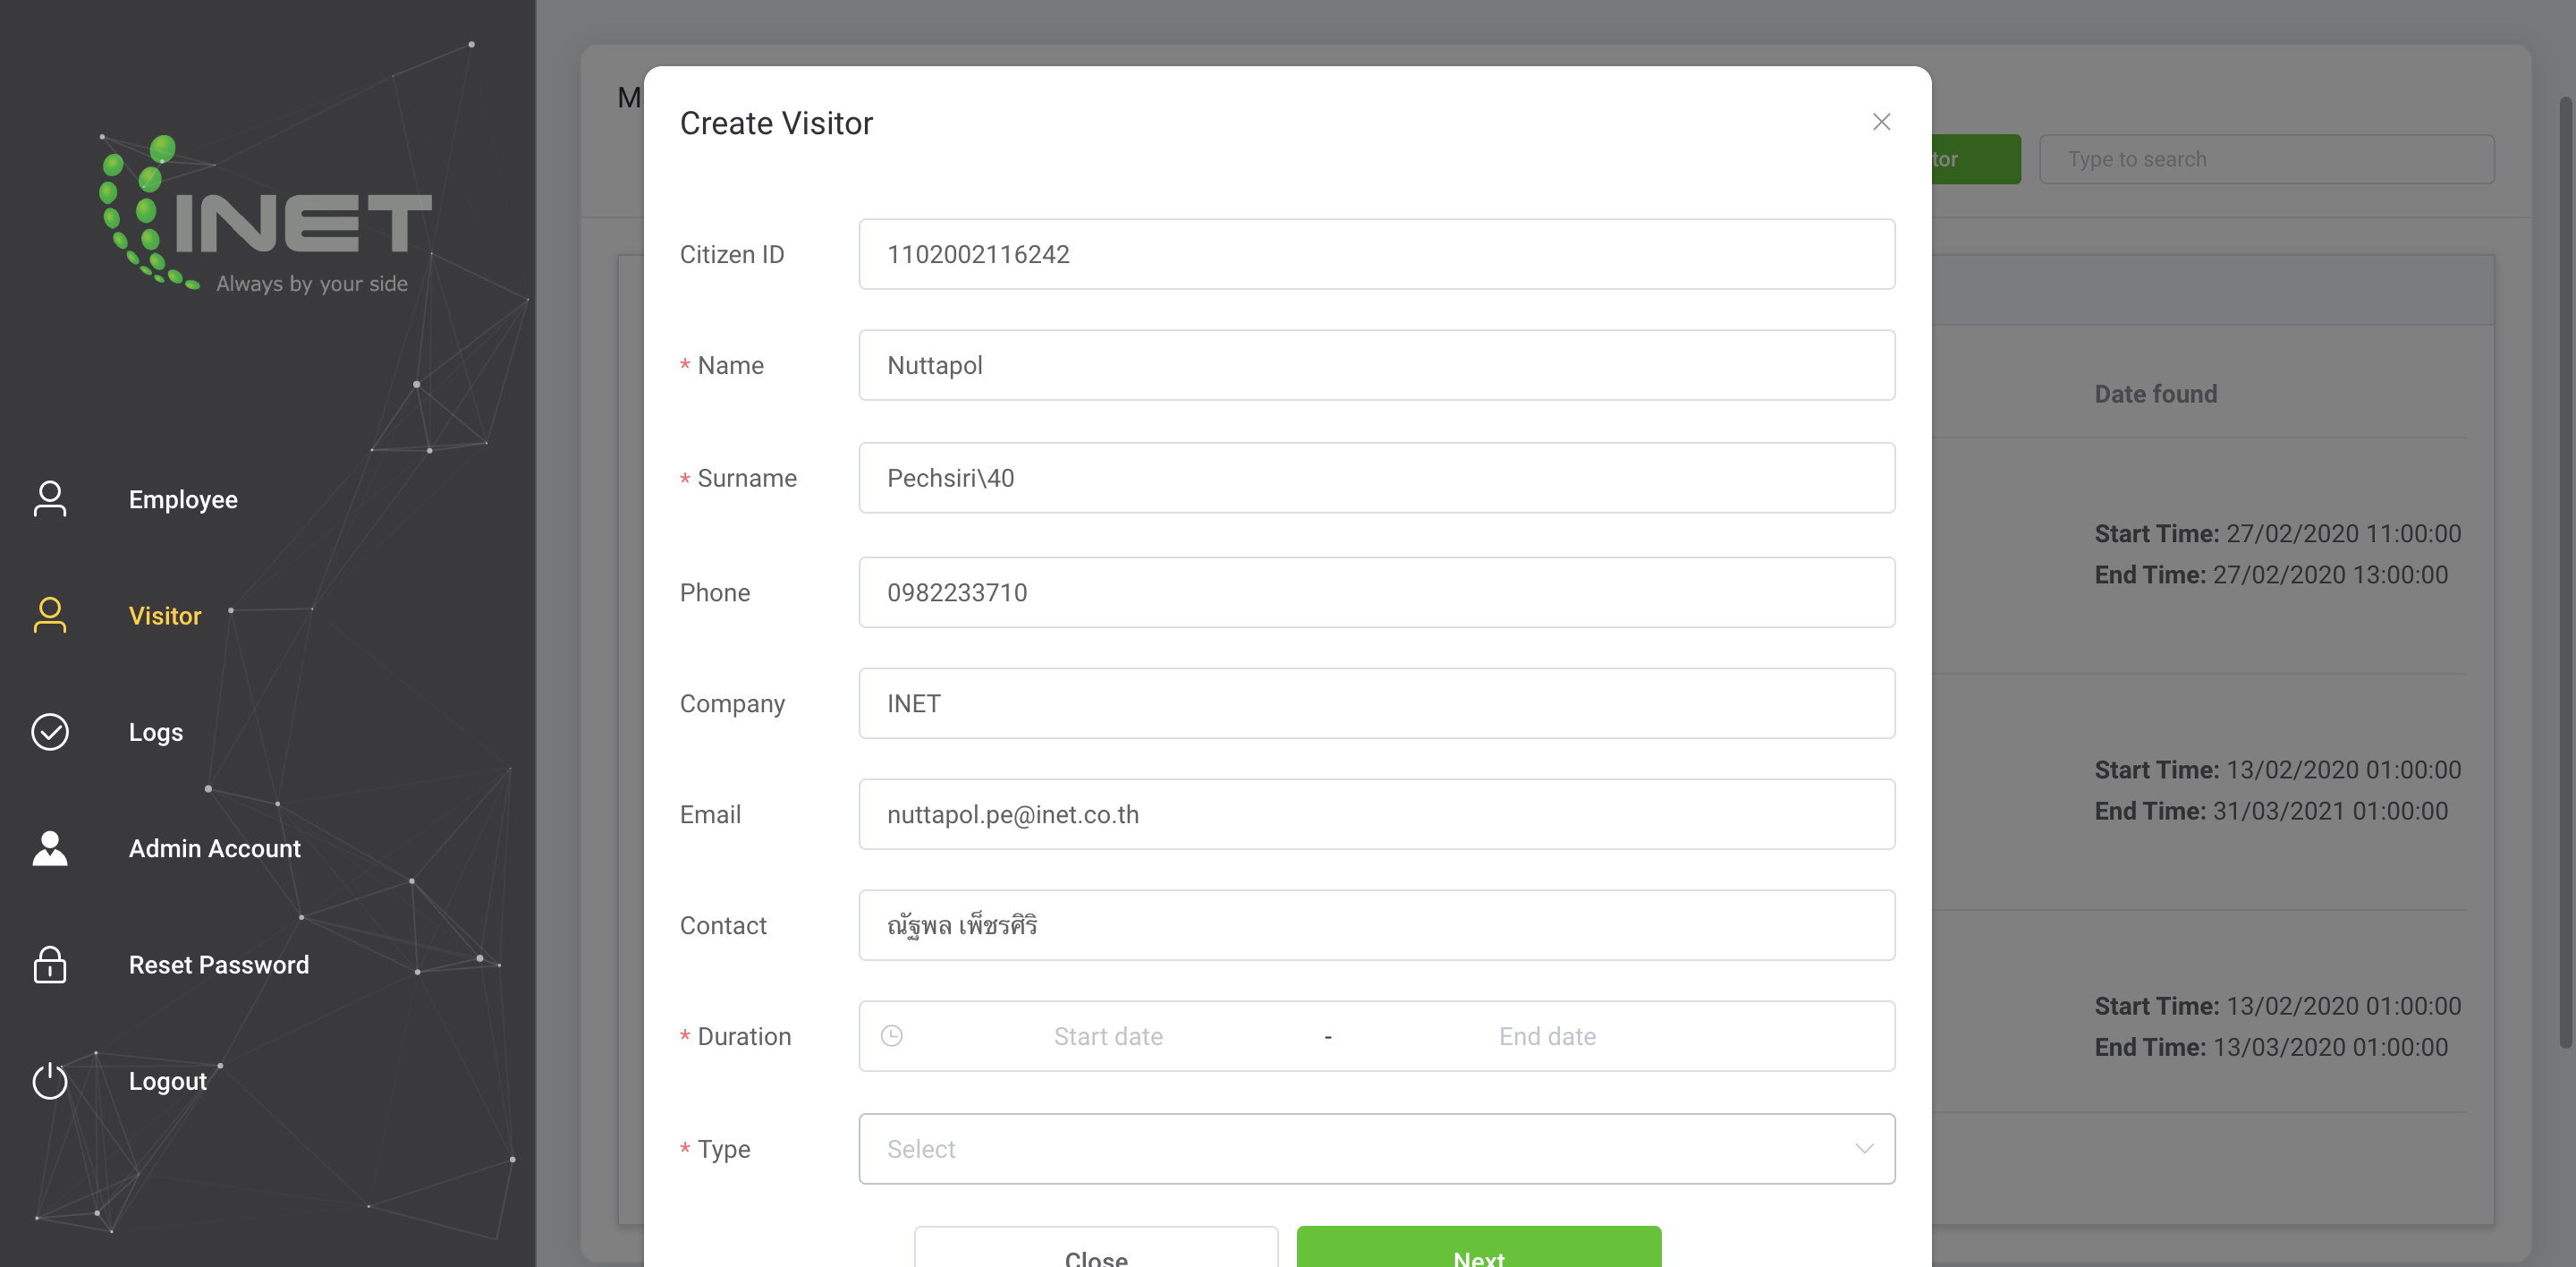 INET
Always by your side
Employee
Visitor
Logs
Admin Account
Reset Password
Logout
Create Visitor
Citizen ID
1102002116242
* Name
Nuttapol
* Surname
Pechsiri\40
Phone
0982233710
Company
INET
Email
nuttapol.pe@inet.co.th
Contact
ณัฐพล เพ็ชรศิริ
* Duration
Start date - End date
* Type
Select
Close
Next
Type to search
Date found
Start Time: 27/02/2020 11:00:00
End Time: 27/02/2020 13:00:00
Start Time: 13/02/2020 01:00:00
End Time: 31/03/2021 01:00:00
Start Time: 13/02/2020 01:00:00
End Time: 13/03/2020 01:00:00